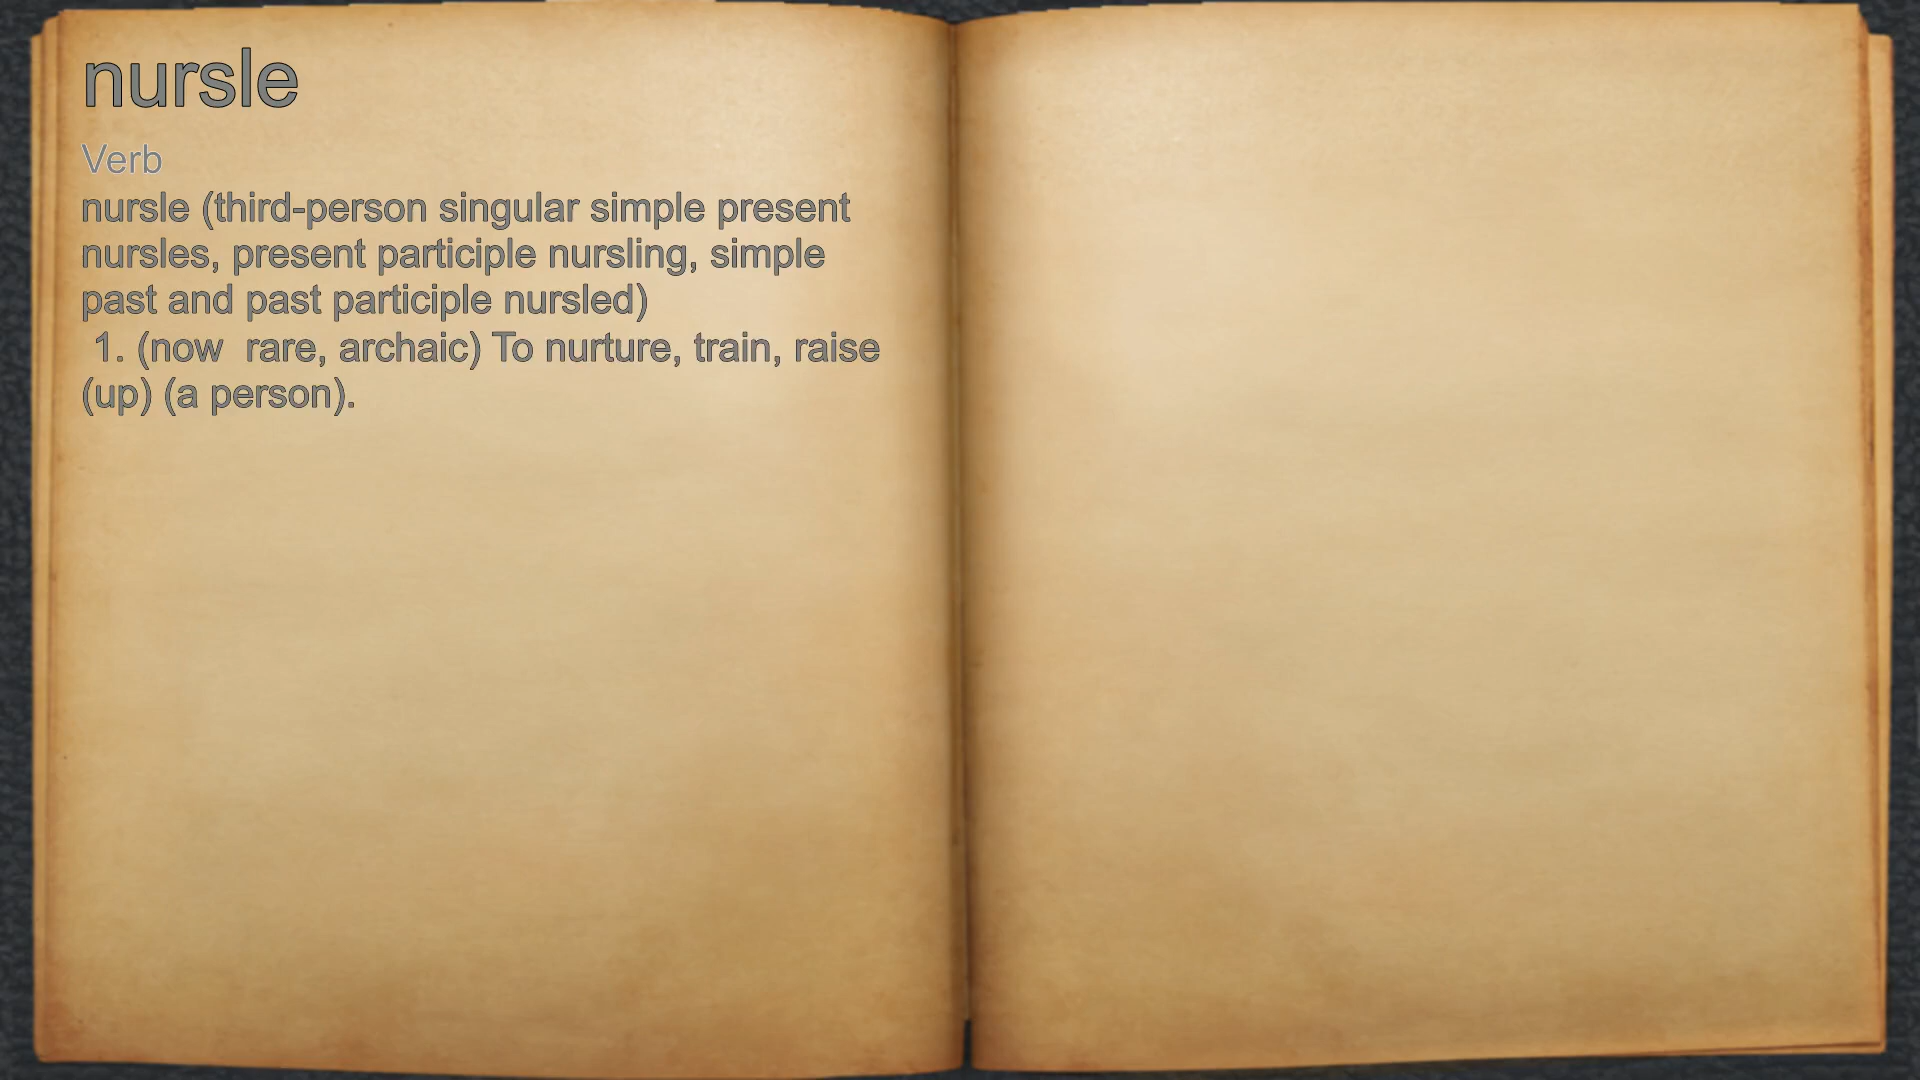 nursle
Verb
nursle (third-person singular simple present
nursles, present participle nursling, simple
past and past participle nursled)
1. (now  rare, archaic) To nurture, train, raise
(up) (a person).